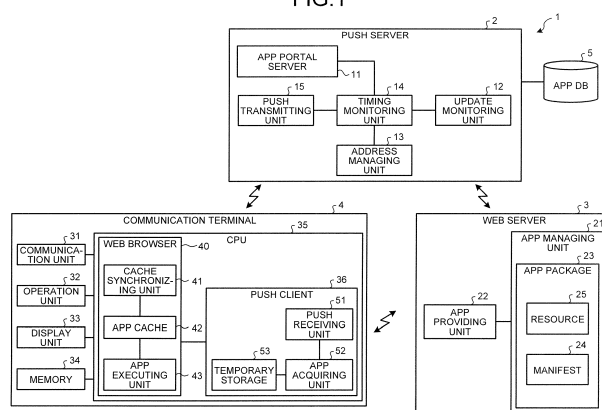 FIG.1
1
2
PUSH SERVER
APP PORTAL
SERVER
11
5
APP DB
15
PUSH
TRANSMITTING
UNIT
14
TIMING
MONITORING
UNIT
12
UPDATE
MONITORING
UNIT
13
ADDRESS
MANAGING
UNIT
4
COMMUNICATION TERMINAL
35
CPU
31
COMMUNICA-
TION UNIT
32
OPERATION
UNIT
33
DISPLAY
UNIT
34
MEMORY
WEB BROWSER
40
CACHE
SYNCHRONIZ-
ING UNIT
41
APP CACHE
42
APP
EXECUTING
UNIT
43
36
PUSH CLIENT
51
PUSH
RECEIVING
UNIT
53
TEMPORARY
STORAGE
52
APP
ACQUIRING
UNIT
3
WEB SERVER
21
APP MANAGING
UNIT
23
APP PACKAGE
22
APP
PROVIDING
UNIT
25
RESOURCE
24
MANIFEST